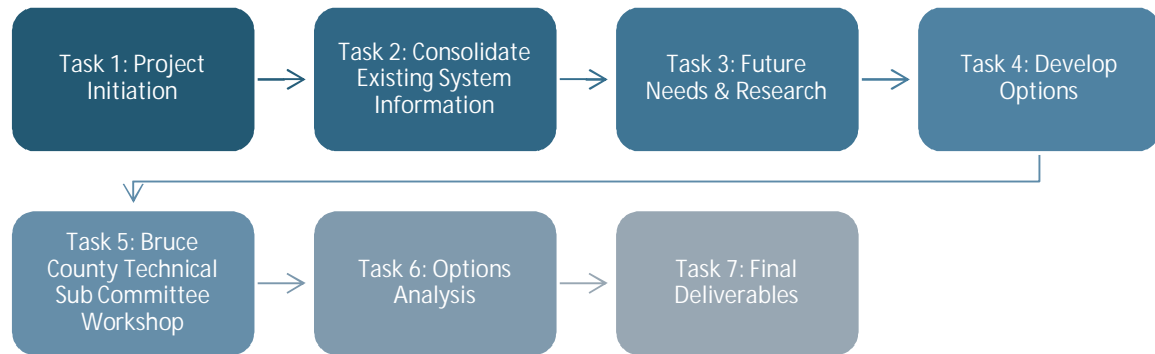 Task 1: Project
Initiation
Task 2: Consolidate
Existing System
Information
Task 3: Future
Needs & Research
Task 4: Develop
Options
Task 5: Bruce
County Technical
Sub Committee
Workshop
Task 6: Options
Analysis
Task 7: Final
Deliverables